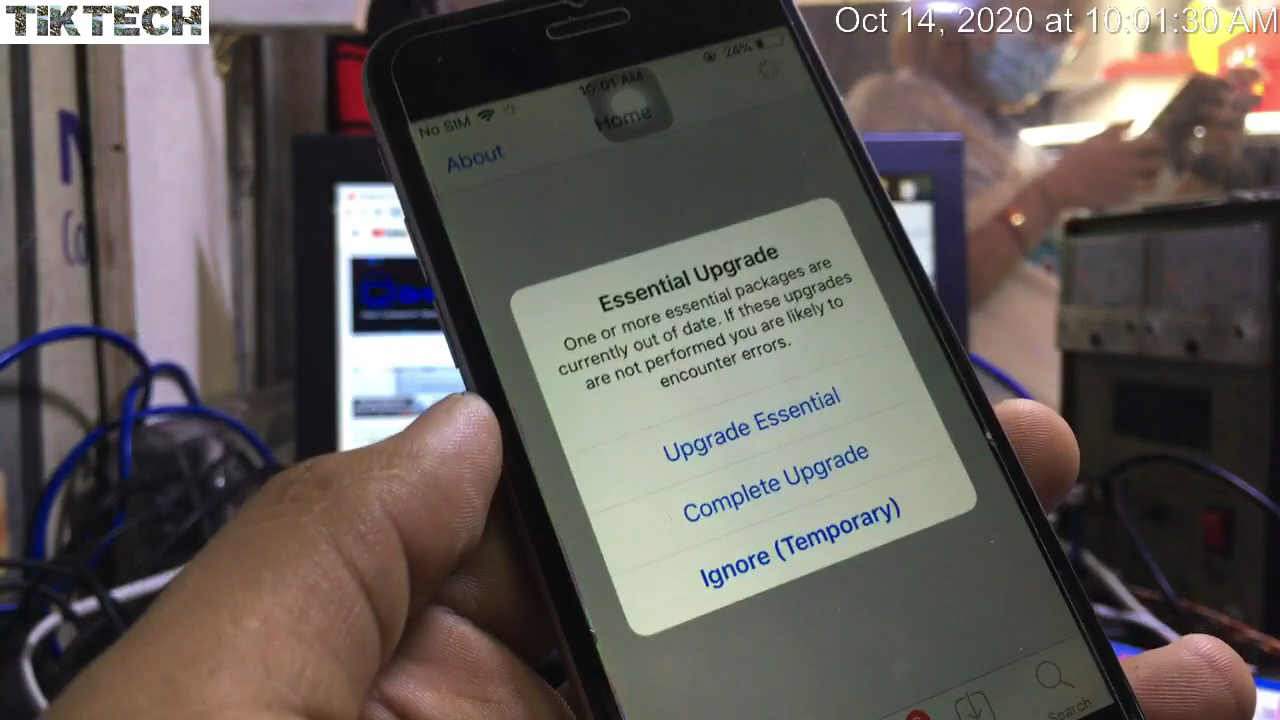 TIKTECH
Oct 14, 2020 at 10:01:30 AM
No SIM
10:01 AM
24%
About
Home
Essential Upgrade
One or more essential packages are
currently out of date. If these upgrades
are not performed you are likely to
encounter errors.
Upgrade Essential
Complete Upgrade
Ignore (Temporary)
Search